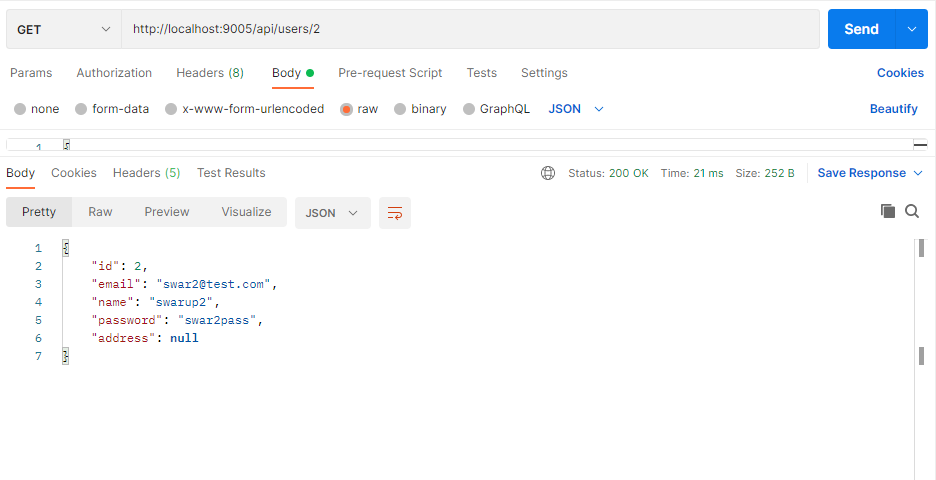 GET http://localhost:9005/api/users/2 Send
Params Authorization Headers (8) Body Pre-request Script Tests Settings Cookies
none form-data x-www-form-urlencoded raw binary GraphQL JSON Beautify
1 {
Body Cookies Headers (5) Test Results Status: 200 OK Time: 21 ms Size: 252 B Save Response
Pretty Raw Preview Visualize JSON
1 {
2 "id": 2,
3 "email": "swar2@test.com",
4 "name": "swarup2",
5 "password": "swar2pass",
6 "address": null
7 }